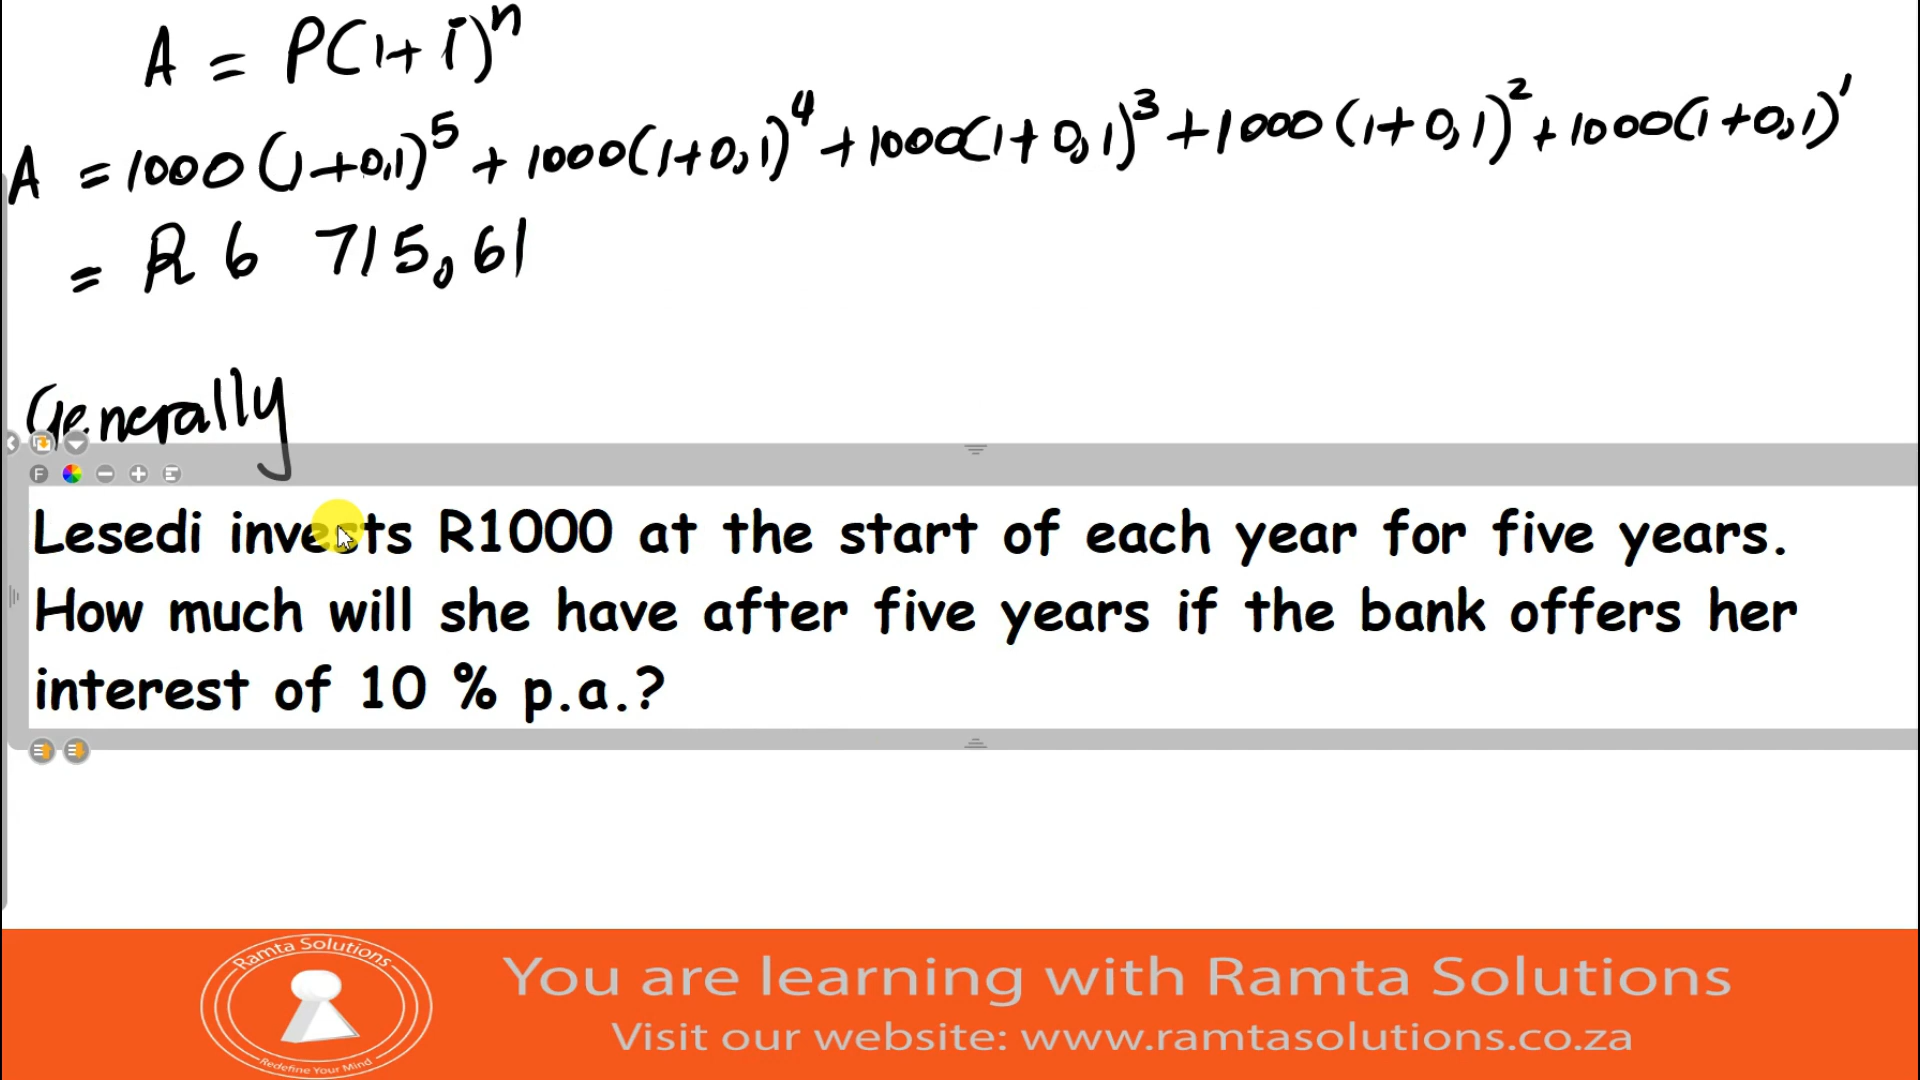 A = P(1+i)ⁿ
A = 1000(1+0,1)⁵ + 1000(1+0,1)⁴ + 1000(1+0,1)³ + 1000(1+0,1)² + 1000(1+0,1)¹
= R 6 715,61
Generally
F
Lesedi invests R1000 at the start of each year for five years.
How much will she have after five years if the bank offers her
interest of 10 % p.a.?
Ramta Solutions
Redefine Your Mind
You are learning with Ramta Solutions
Visit our website: www.ramtasolutions.co.za